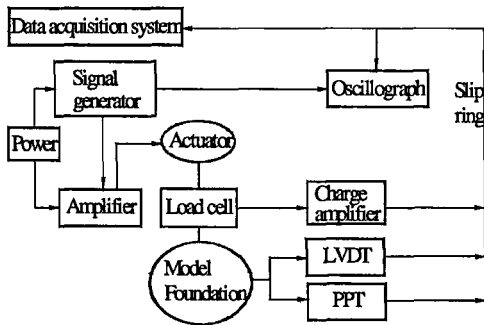 Data acquisition system
Signal
generator
Oscillograph
Slip
ring
Power
Actuator
Amplifier
Load cell
Charge
amplifier
Model
Foundation
LVDT
PPT